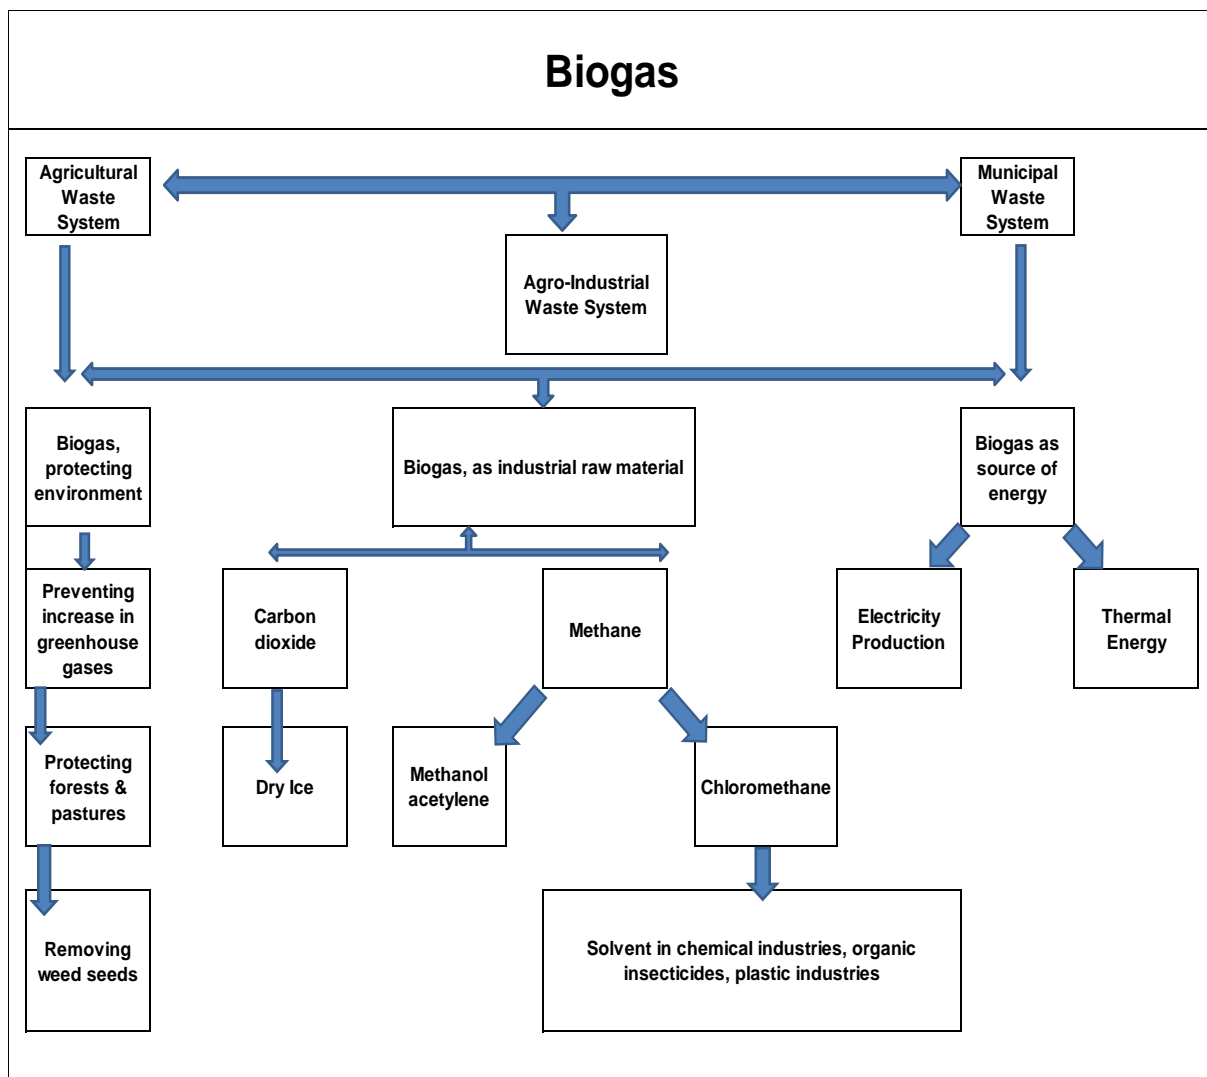 Biogas
Agricultural
Waste
System
Municipal
Waste
System
Agro-Industrial
Waste System
Biogas,
protecting
environment
Biogas, as industrial raw material
Biogas as
source of
energy
Preventing
increase in
greenhouse
gases
Carbon
dioxide
Methane
Electricity
Production
Thermal
Energy
Protecting
forests &
pastures
Dry Ice
Methanol
acetylene
Chloromethane
Removing
weed seeds
Solvent in chemical industries, organic
insecticides, plastic industries